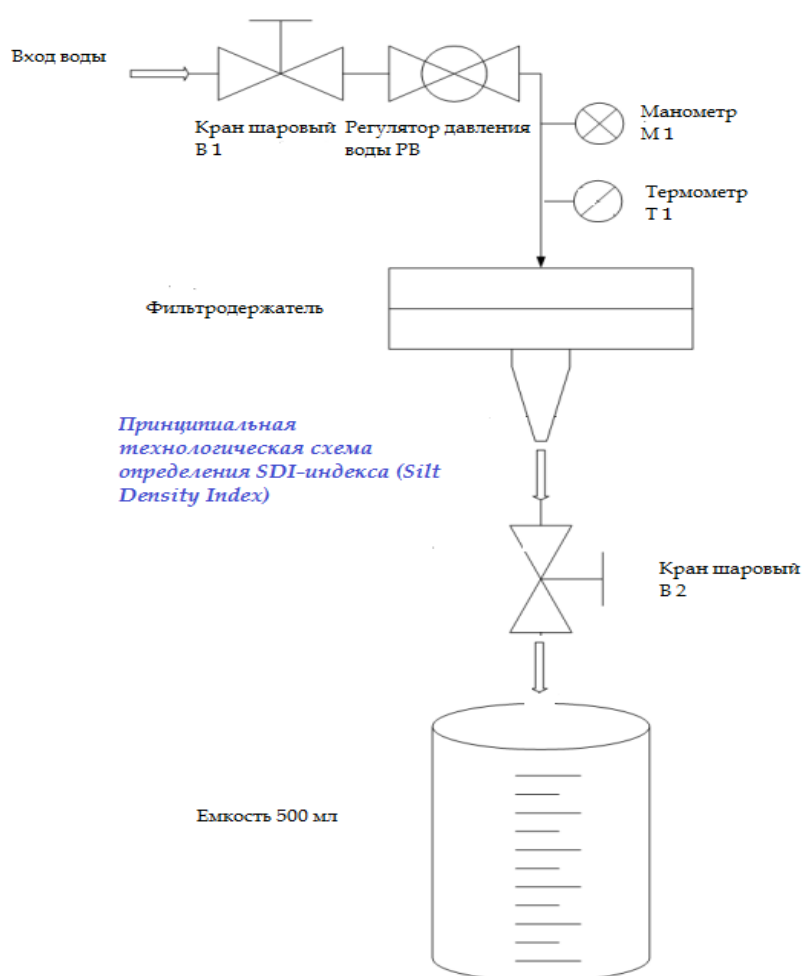 Вход воды
Кран шаровый
В 1
Регулятор давления
воды РВ
Манометр
М 1
Термометр
Т 1
Фильтродержатель
Принципиальная
технологическая схема
определения SDI-индекса (Silt
Density Index)
Кран шаровый
В 2
Емкость 500 мл